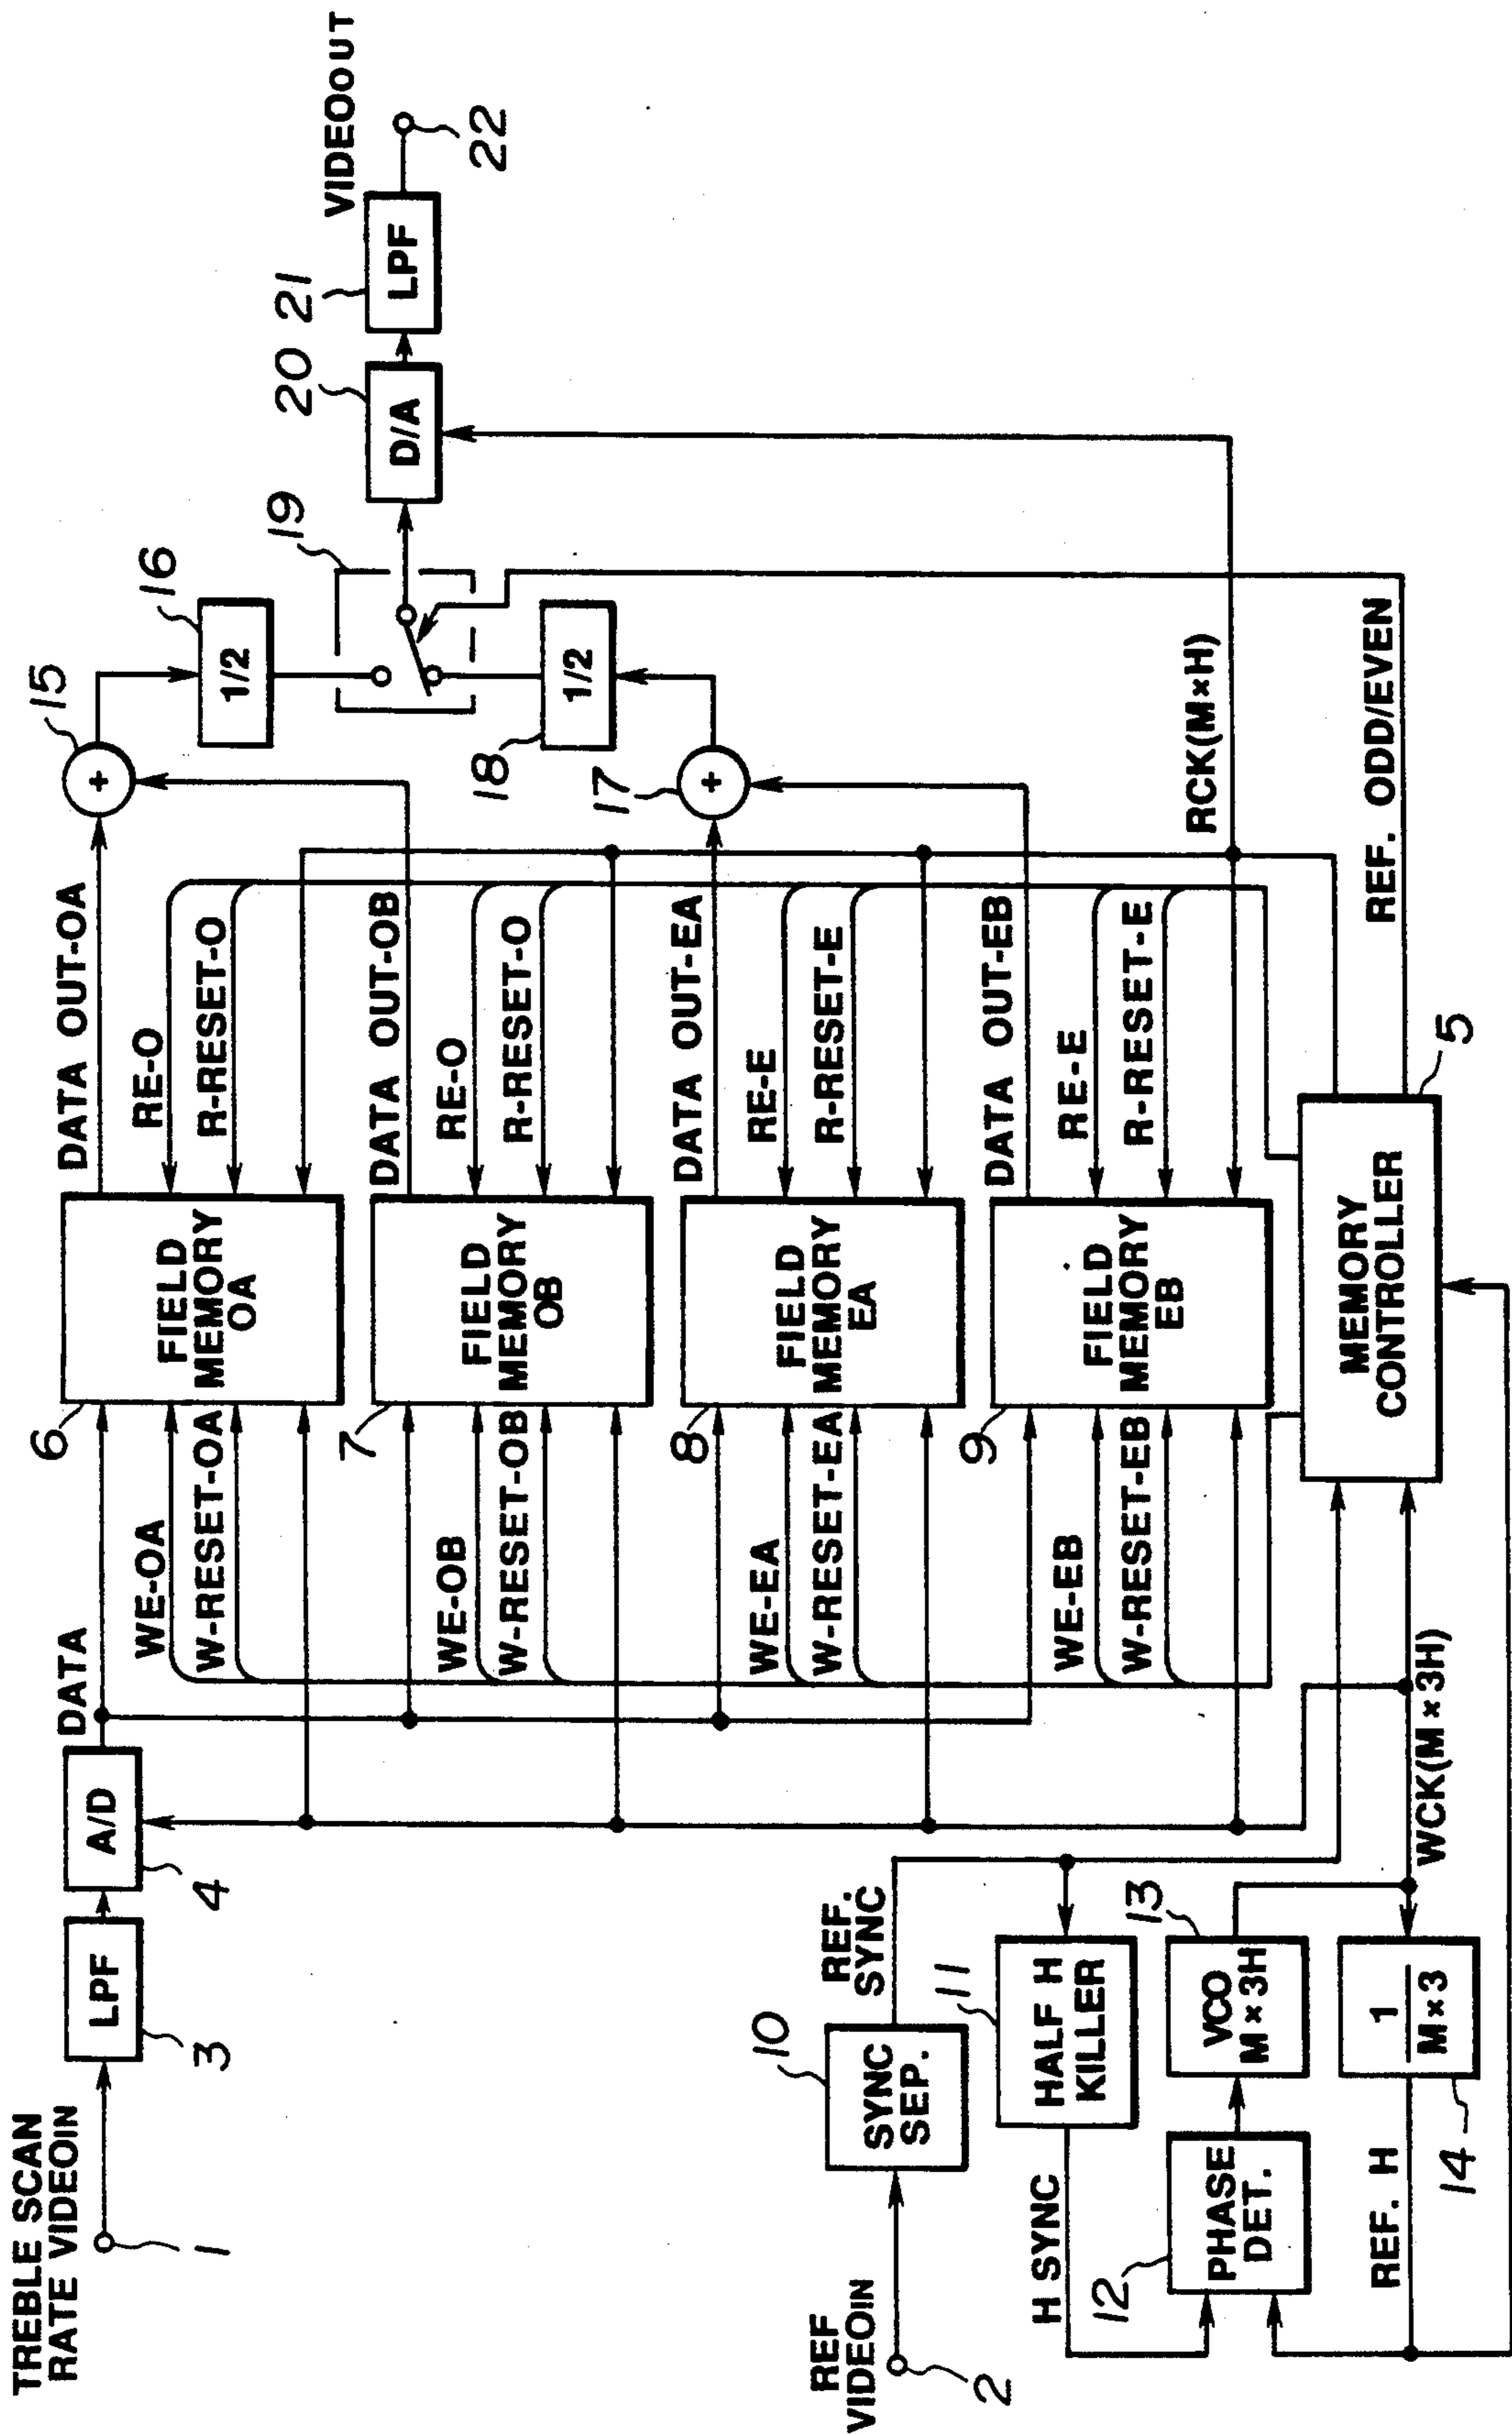 TREBLE SCAN
RATE VIDEOIN
1
LPF
3
A/D
4
DATA
WE-OA
W-RESET-OA
6
FIELD
MEMORY
OA
DATA OUT-OA
RE-O
R-RESET-O
15
+
16
1/2
19
20
D/A
21
LPF
VIDEOOUT
22
WE-OB
W-RESET-OB
7
FIELD
MEMORY
OB
DATA OUT-OB
RE-O
R-RESET-O
18
1/2
17
+
WE-EA
W-RESET-EA
8
FIELD
MEMORY
EA
DATA OUT-EA
RE-E
R-RESET-E
WE-EB
W-RESET-EB
9
FIELD
MEMORY
EB
DATA OUT-EB
RE-E
R-RESET-E
RCK(M×H)
REF. ODD/EVEN
REF
VIDEOIN
2
10
SYNC
SEP.
REF.
SYNC
11
HALF H
KILLER
H SYNC
12
PHASE
DET.
13
VCO
M×3H
REF. H
1
M×3
14
WCK(M×3H)
MEMORY
CONTROLLER
5